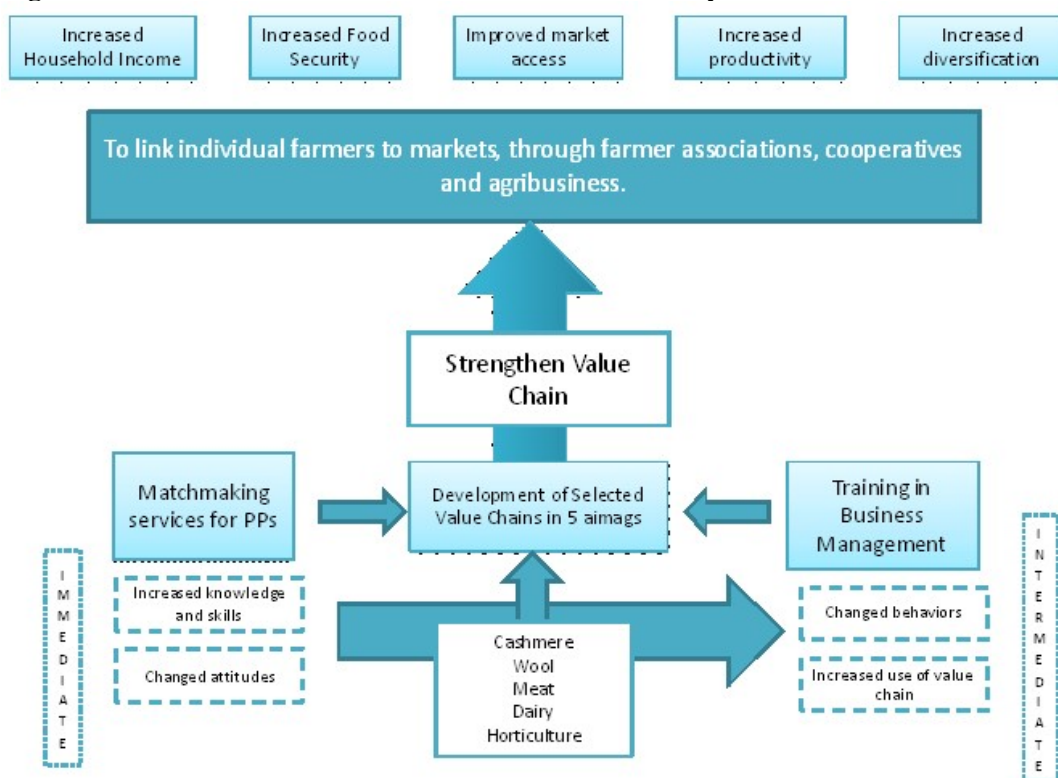 Increased
Household Income
Increased Food
Security
Improved market
access
Increased
productivity
Increased
diversification
To link individual farmers to markets, through farmer associations, cooperatives
and agribusiness.
Strengthen Value
Chain
Matchmaking
services for PPs
Development of Selected
Value Chains in 5 aimags
Training in
Business
Management
IMMEDIATE
Increased knowledge
and skills
Changed attitudes
Cashmere
Wool
Meat
Dairy
Horticulture
Changed behaviors
Increased use of value
chain
INTERMEDIATE